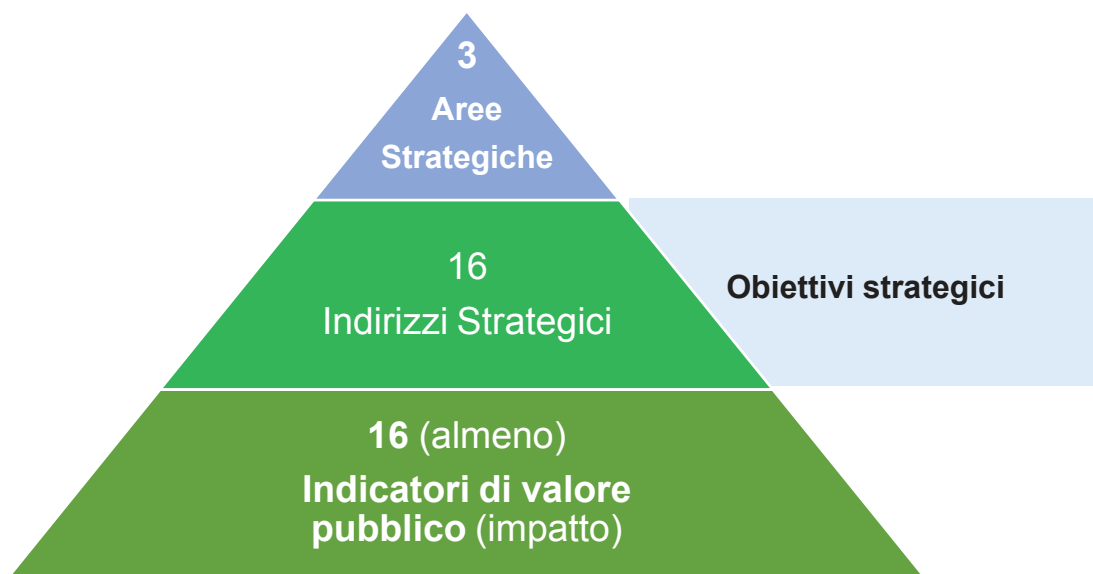 3
Aree
Strategiche
16
Indirizzi Strategici
Obiettivi strategici
16 (almeno)
Indicatori di valore
pubblico (impatto)